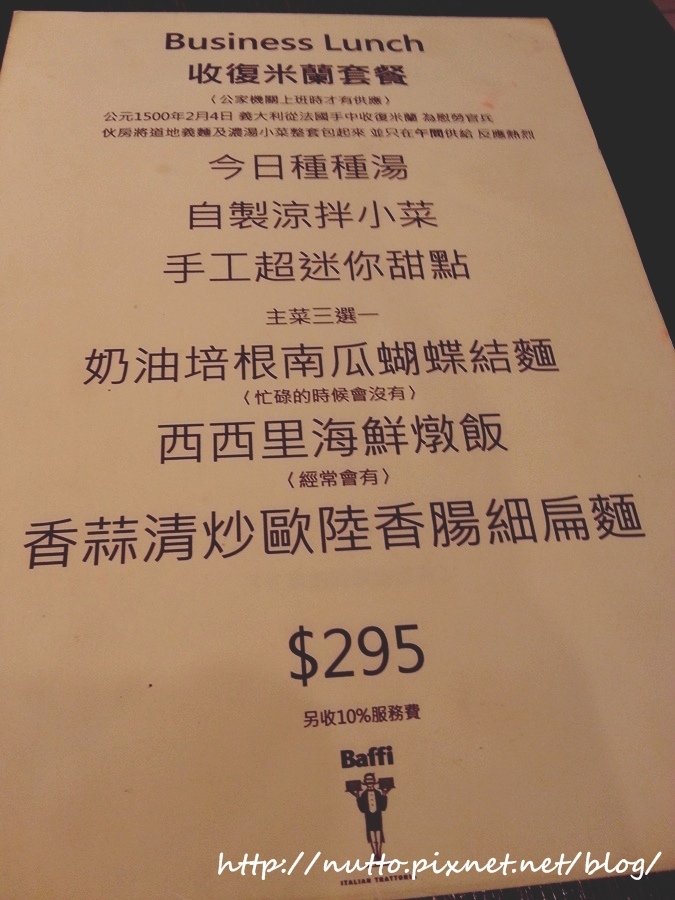 Business Lunch
收復米蘭套餐
〈公家機關上班時才有供應〉
公元1500年2月4日 義大利從法國手中收復米蘭 為慰勞官兵
伙房將道地義麵及濃湯小菜整套包起來 並只在午間供給 反應熱烈
今日種種湯
自製涼拌小菜
手工超迷你甜點
主菜三選一
奶油培根南瓜蝴蝶結麵
〈忙碌的時候會沒有〉
西西里海鮮燉飯
〈經常會有〉
香蒜清炒歐陸香腸細扁麵
$295
另收10%服務費
Baffi
ITALIAN TRATTORIA
http://nutto.pixnet.net/blog/